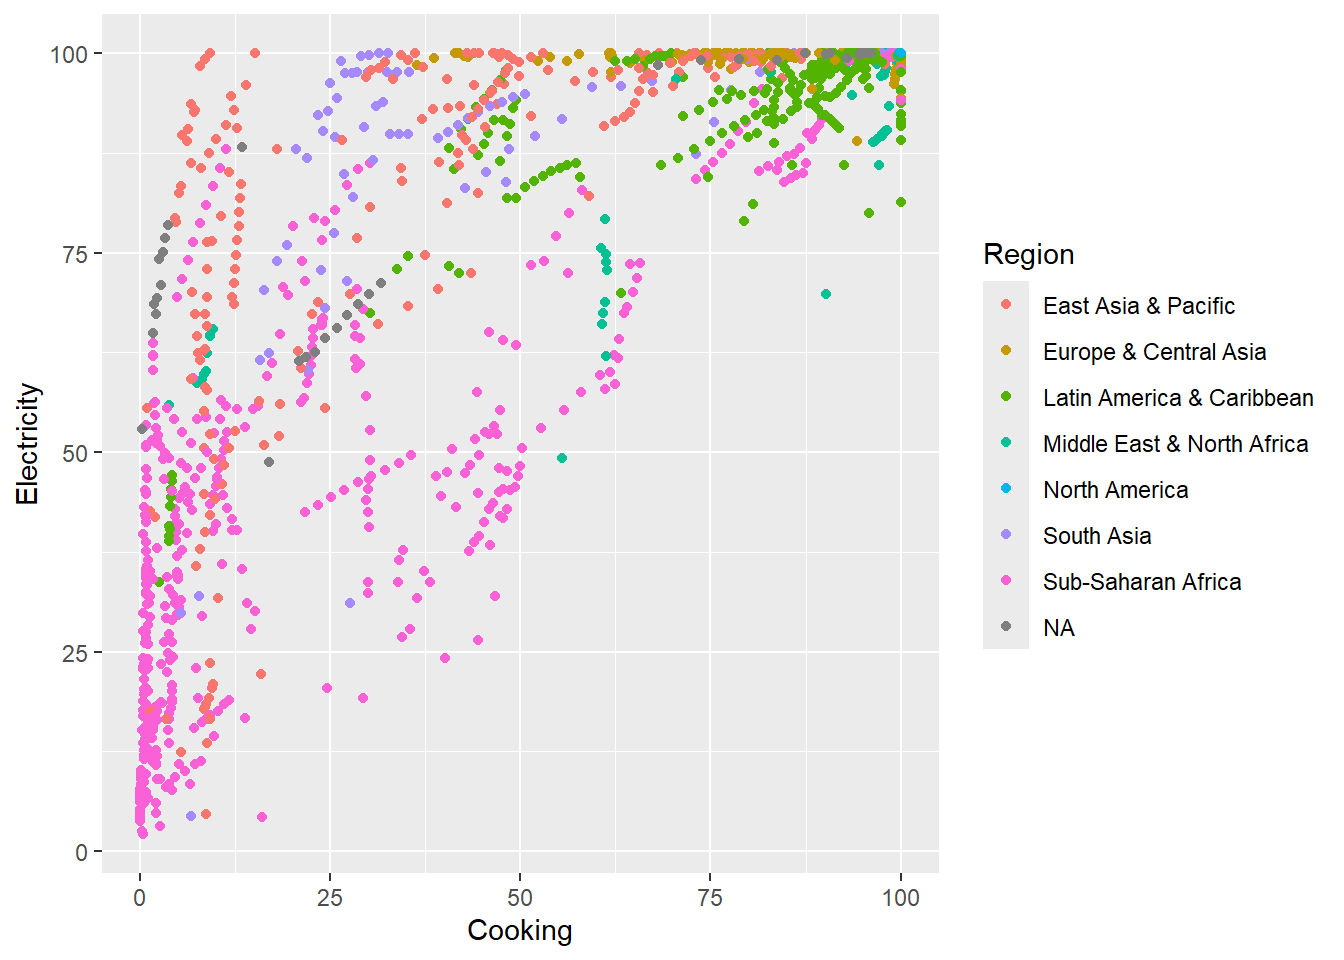 100
75
50
25
0
Electricity
0 25 50 75 100
Cooking
Region
East Asia & Pacific
Europe & Central Asia
Latin America & Caribbean
Middle East & North Africa
North America
South Asia
Sub-Saharan Africa
NA